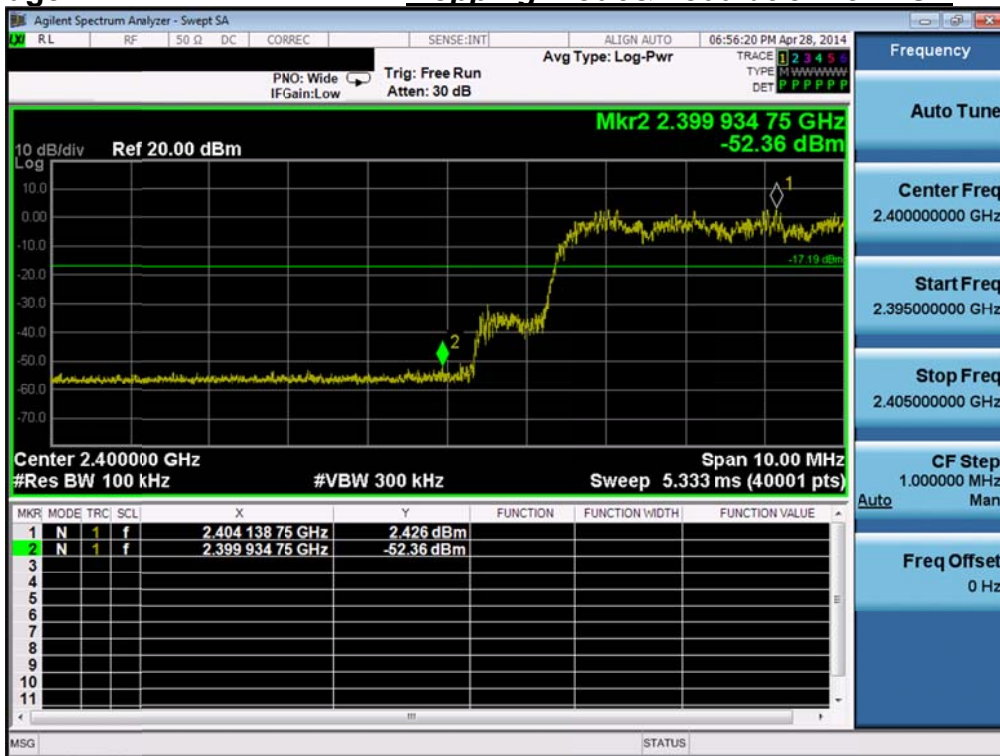 Agilent Spectrum Analyzer - Swept SA
LXI RL RF 50 Ω DC CORREC SENSE:INT ALIGN AUTO 06:56:20 PM Apr 28, 2014
Avg Type: Log-Pwr
TRACE 1 2 3 4 5 6
TYPE M WWWWW
DET P P P P P P
PNO: Wide
IFGain:Low
Trig: Free Run
Atten: 30 dB
Mkr2 2.399 934 75 GHz
-52.36 dBm
10 dB/div Ref 20.00 dBm
Log
10.0
0.00
-10.0
-20.0
-30.0
-40.0
-50.0
-60.0
-70.0
1
-17.19 dBm
2
Center 2.400000 GHz Span 10.00 MHz
#Res BW 100 kHz #VBW 300 kHz Sweep 5.333 ms (40001 pts)
MKR MODE TRC SCL X Y FUNCTION FUNCTION WIDTH FUNCTION VALUE
1 N 1 f 2.404 138 75 GHz 2.426 dBm
2 N 1 f 2.399 934 75 GHz -52.36 dBm
3
4
5
6
7
8
9
10
11
MSG STATUS
Frequency
Auto Tune
Center Freq
2.400000000 GHz
Start Freq
2.395000000 GHz
Stop Freq
2.405000000 GHz
CF Step
1.000000 MHz
Auto Man
Freq Offset
0 Hz